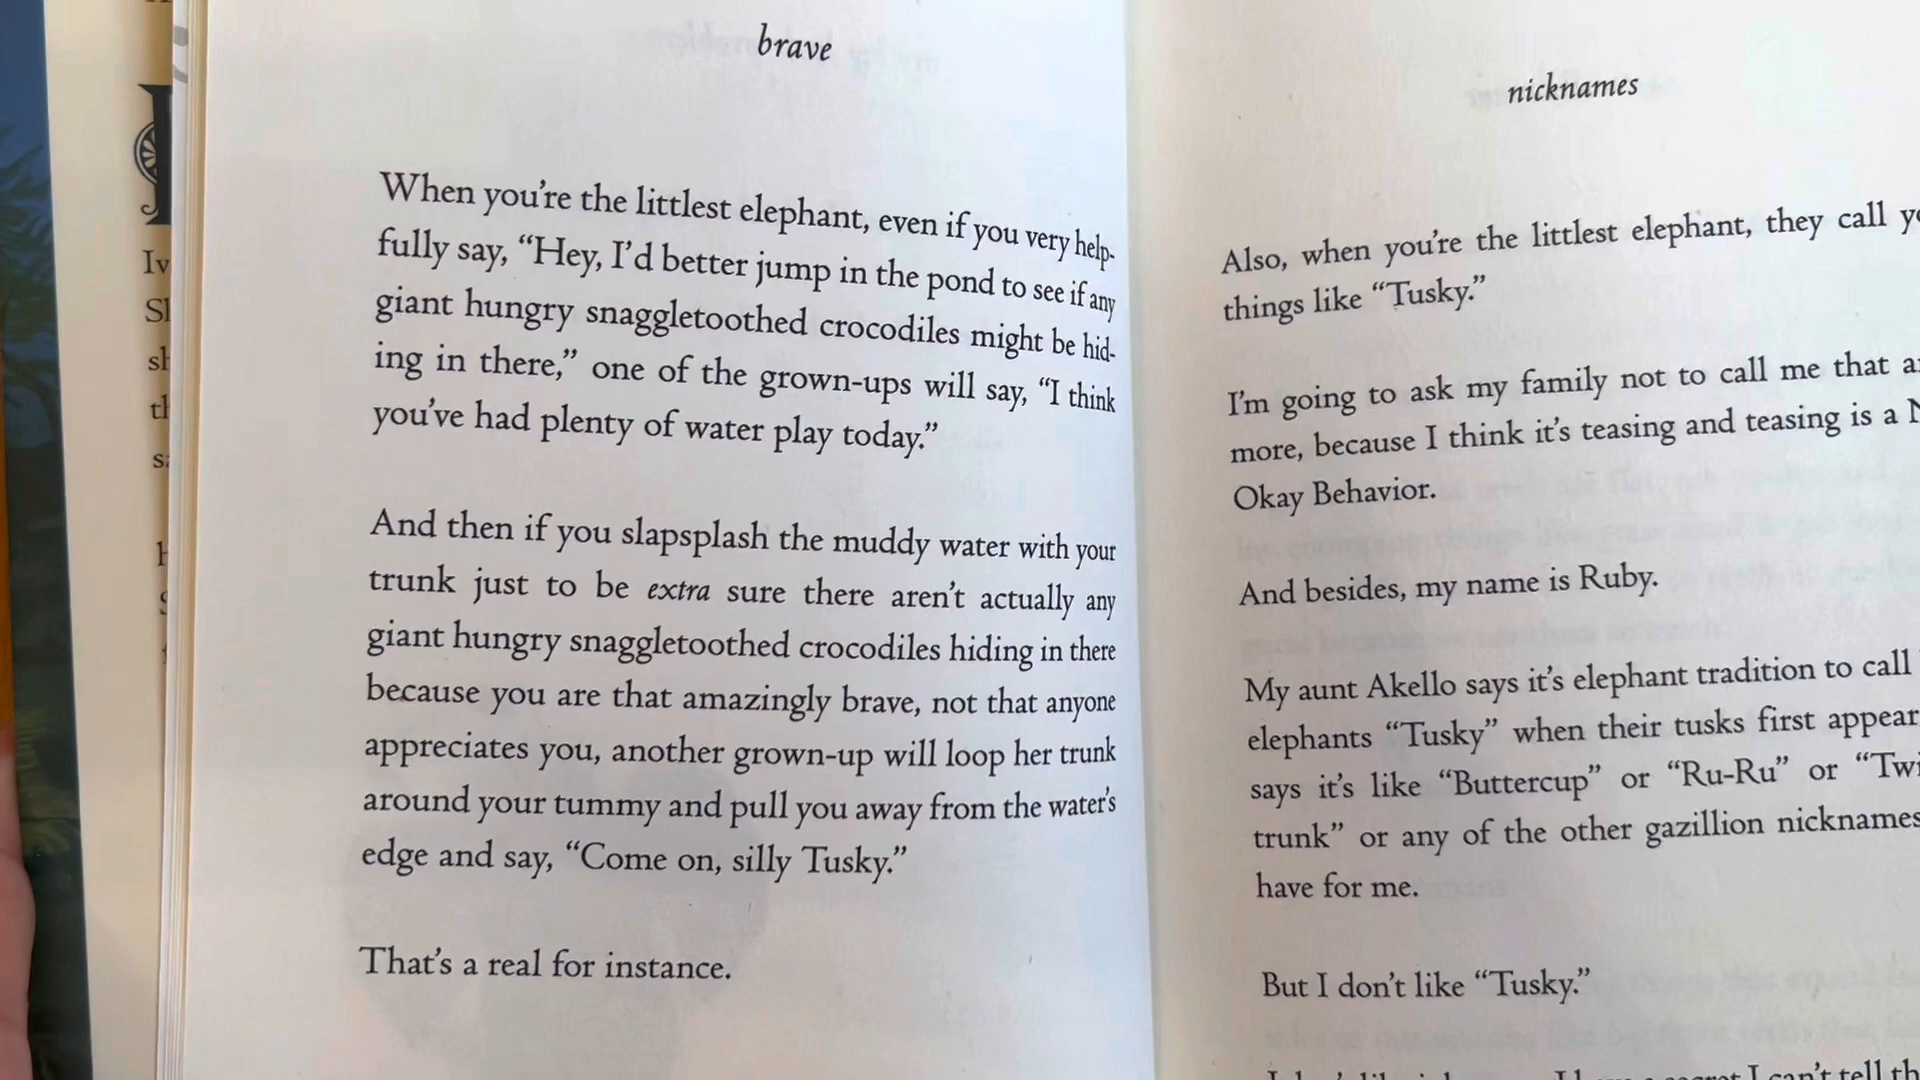 brave
When you're the littlest elephant, even if you very help-
fully say, “Hey, I'd better jump in the pond to see if any
giant hungry snaggletoothed crocodiles might be hid-
ing in there,” one of the grown-ups will say, “I think
you've had plenty of water play today.”
And then if you slapsplash the muddy water with your
trunk just to be extra sure there aren't actually any
giant hungry snaggletoothed crocodiles hiding in there
because you are that amazingly brave, not that anyone
appreciates you, another grown-up will loop her trunk
around your tummy and pull you away from the water's
edge and say, “Come on, silly Tusky.”
That's a real for instance.
nicknames
Also, when you're the littlest elephant, they call
things like “Tusky.”
I'm going to ask my family not to call me that
more, because I think it's teasing and teasing is a
Okay Behavior.
And besides, my name is Ruby.
My aunt Akello says it's elephant tradition to call
elephants “Tusky” when their tusks first appear
says it's like “Buttercup” or “Ru-Ru” or
trunk” or any of the other gazillion nicknames
have for me.
But I don't like “Tusky.”